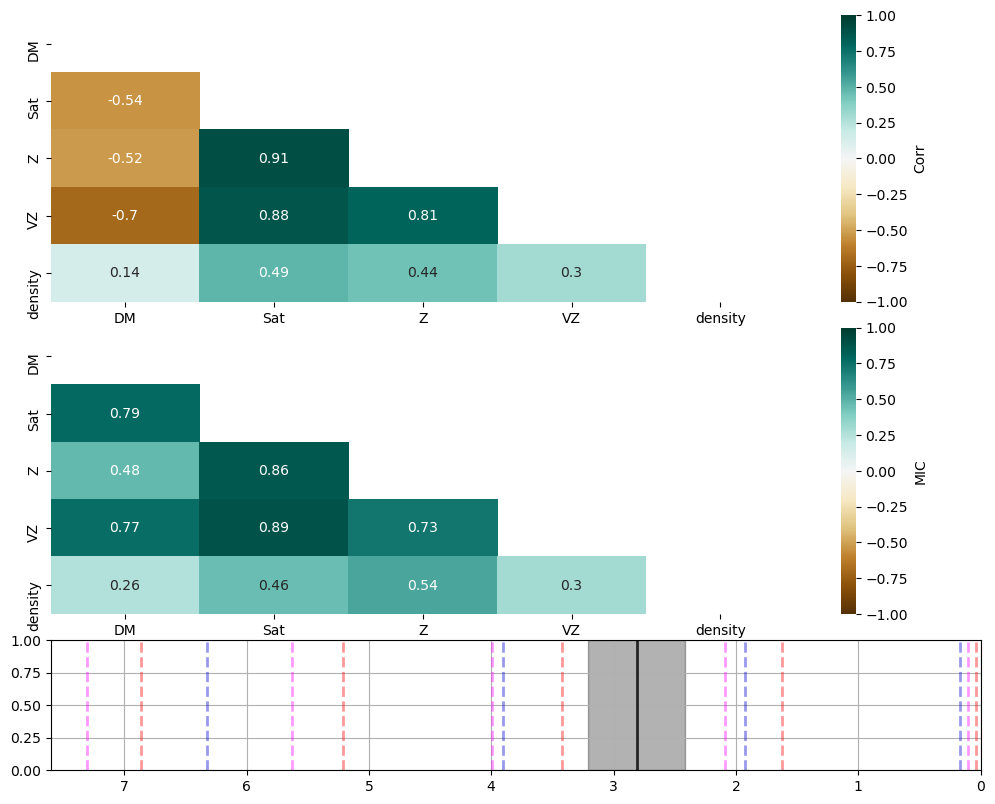 DM
Sat
Z
VZ
density
-0.54
-0.52 0.91
-0.7 0.88 0.81
0.14 0.49 0.44 0.3
DM Sat Z VZ density
1.00
0.75
0.50
0.25
0.00
−0.25
−0.50
−0.75
−1.00
Corr
DM
Sat
Z
VZ
density
0.79
0.48 0.86
0.77 0.89 0.73
0.26 0.46 0.54 0.3
DM Sat Z VZ density
1.00
0.75
0.50
0.25
0.00
−0.25
−0.50
−0.75
−1.00
MIC
1.00
0.75
0.50
0.25
0.00
7 6 5 4 3 2 1 0